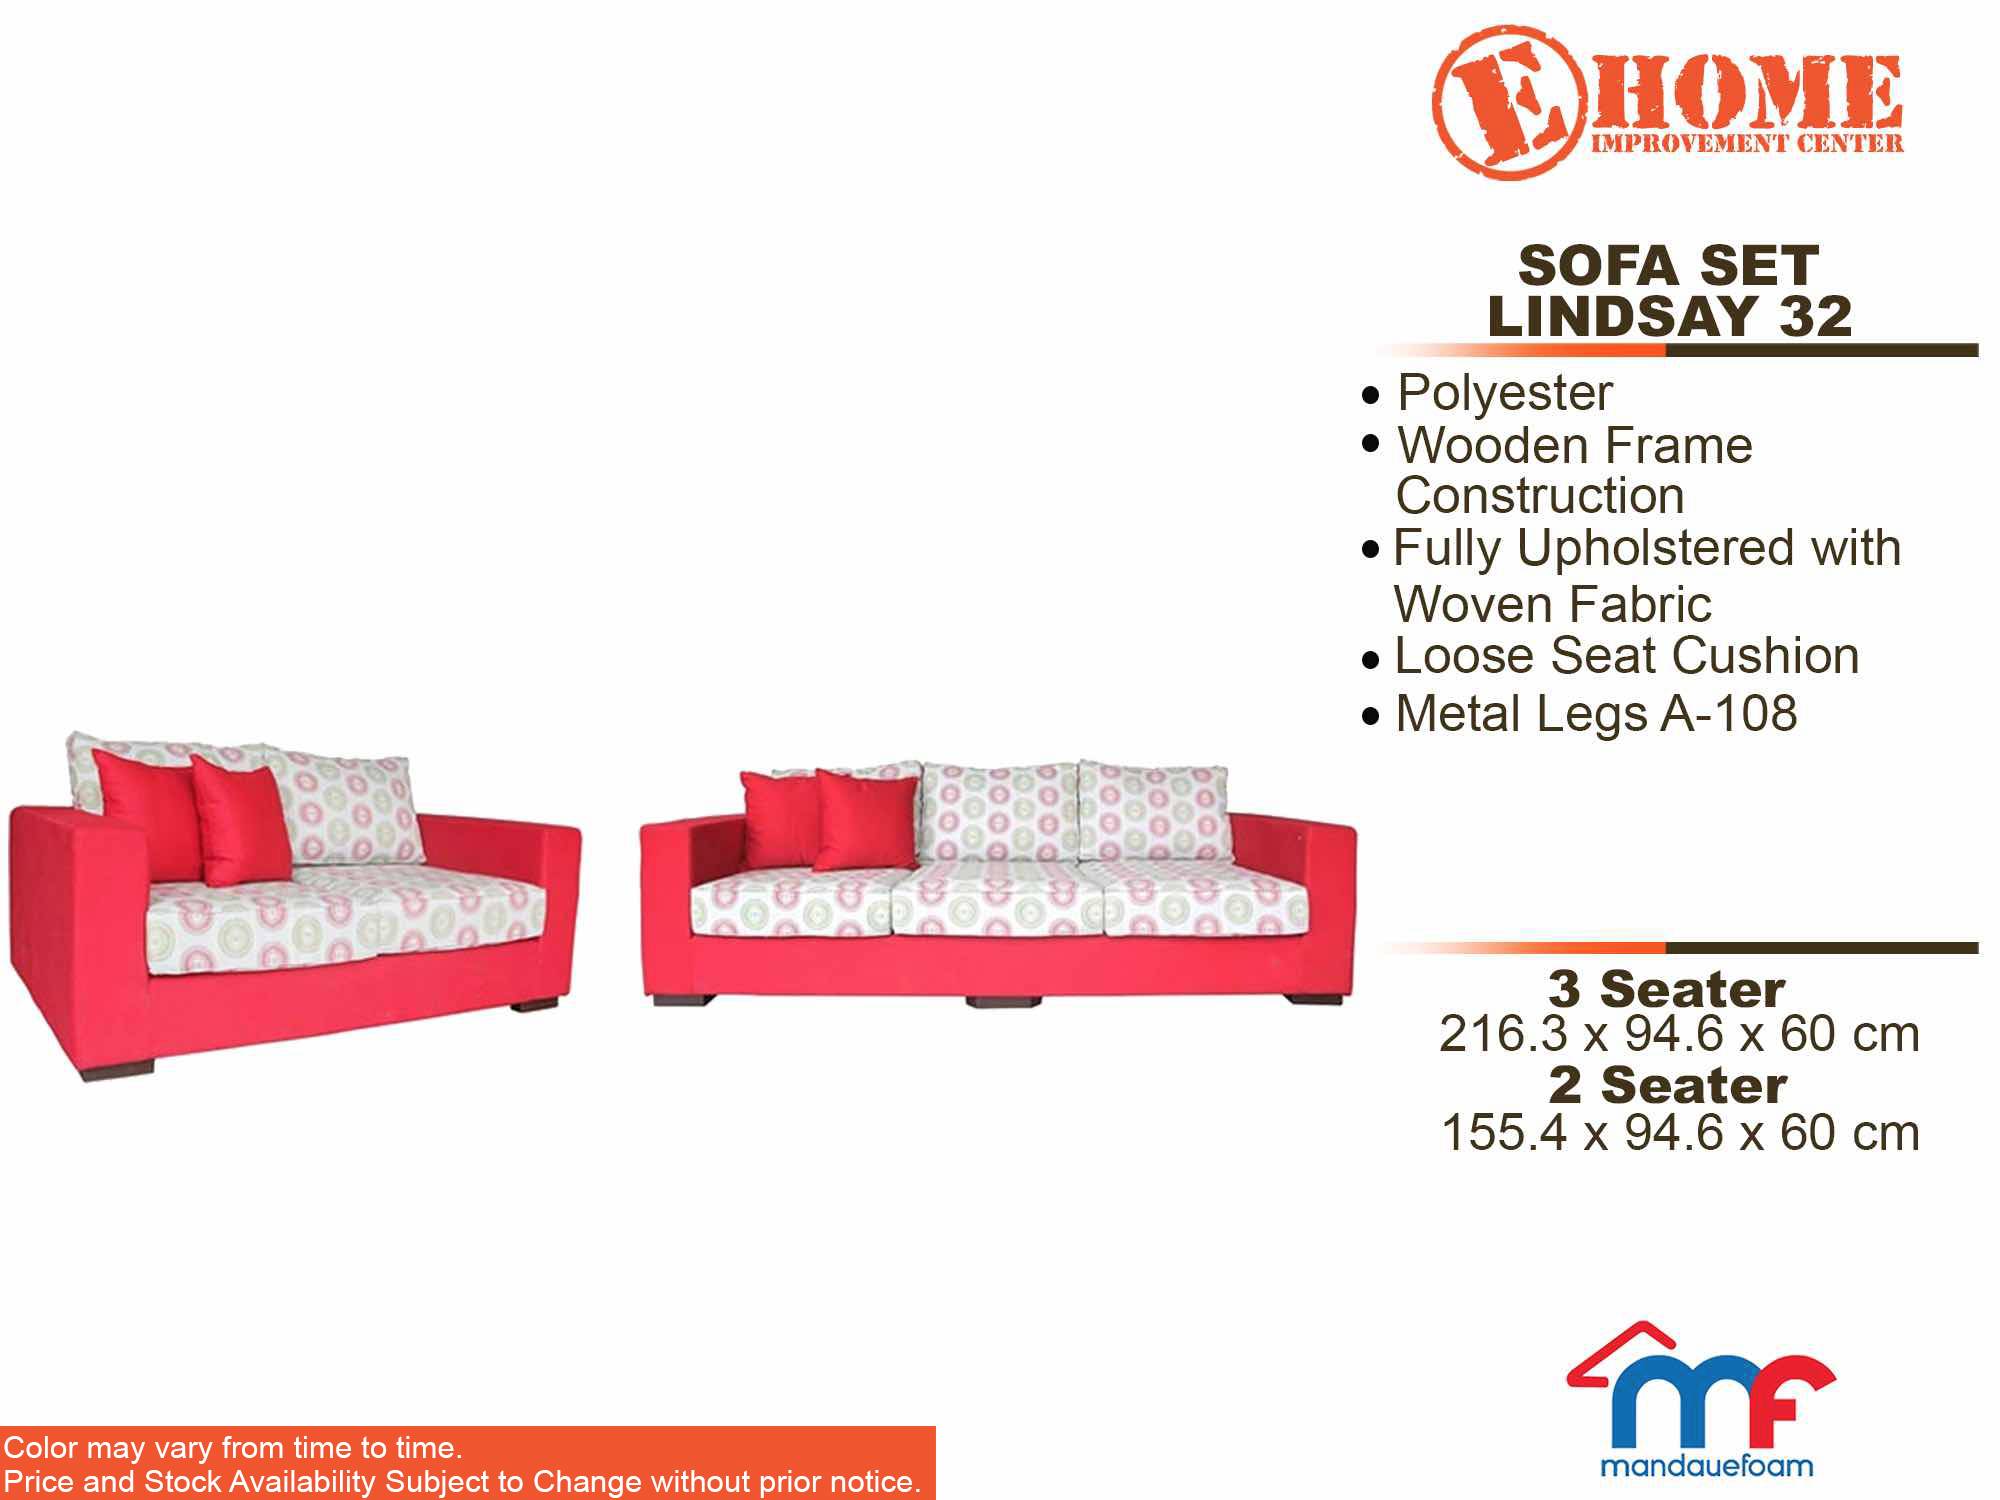 E HOME
IMPROVEMENT CENTER
SOFA SET
LINDSAY 32
• Polyester
• Wooden Frame
Construction
• Fully Upholstered with
Woven Fabric
• Loose Seat Cushion
• Metal Legs A-108
3 Seater
216.3 x 94.6 x 60 cm
2 Seater
155.4 x 94.6 x 60 cm
mf
mandauefoam
Color may vary from time to time.
Price and Stock Availability Subject to Change without prior notice.